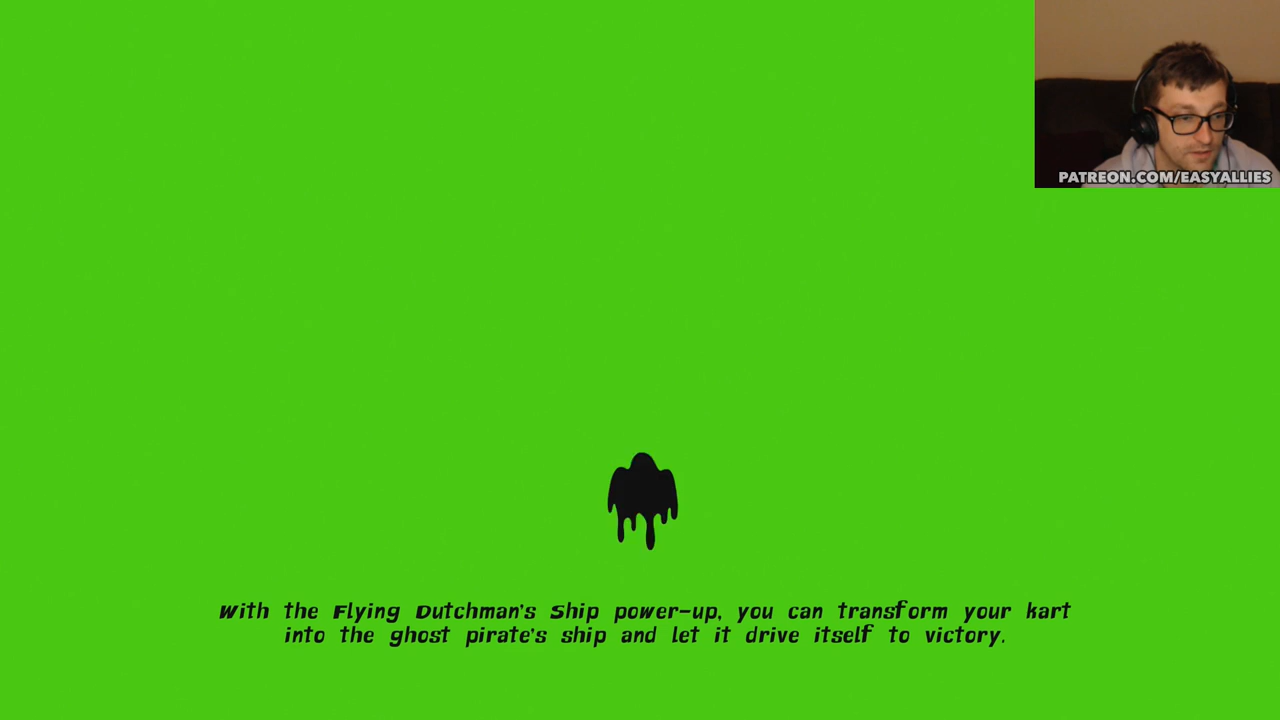 PATREON.COM/EASYALLIES
With the Flying Dutchman's Ship power-up, you can transform your kart
into the ghost pirate's ship and let it drive itself to victory.